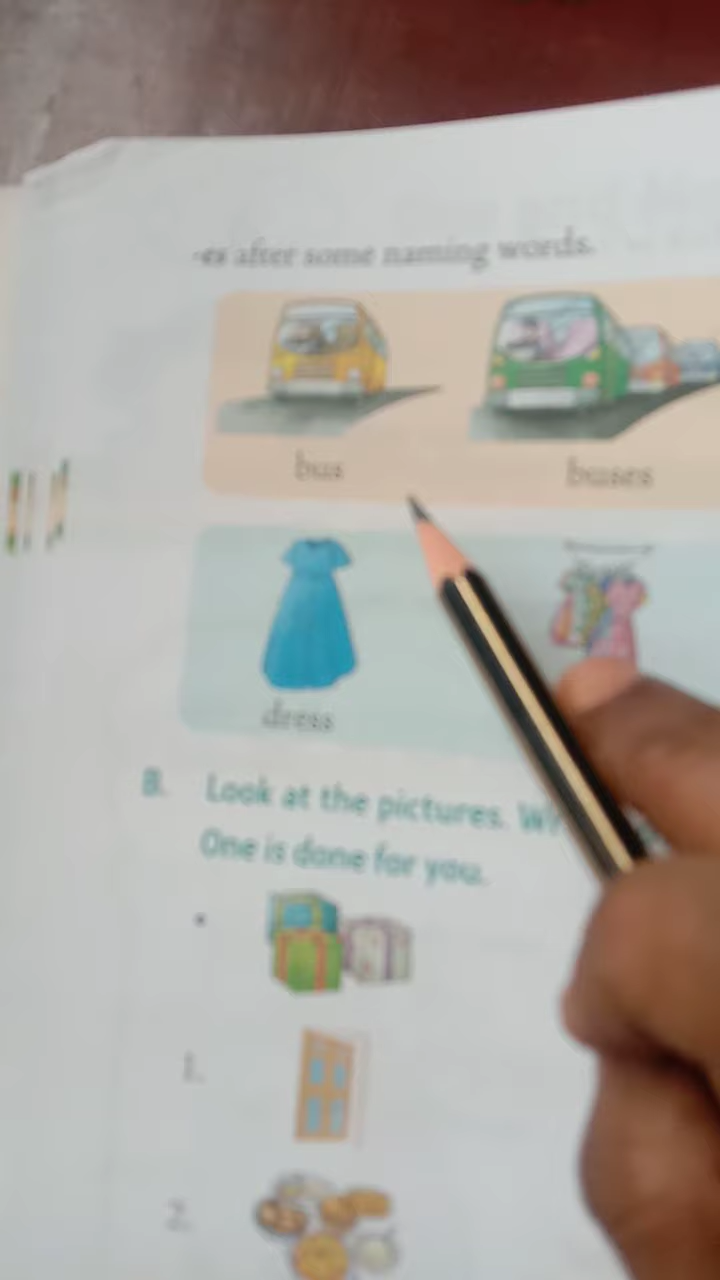 -es after some naming words.
bus buses
dress
B. Look at the pictures.
One is done for you.
1.
2.